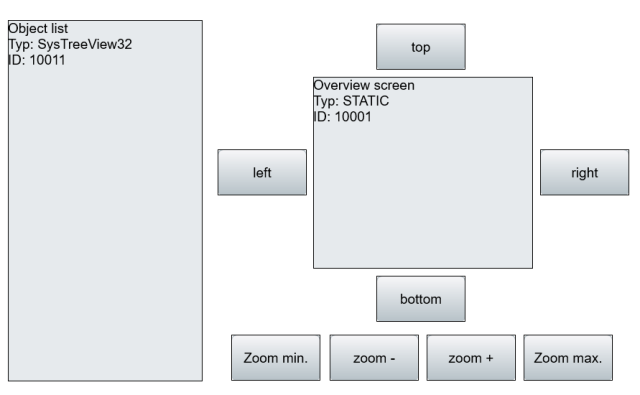 Object list
Typ: SysTreeView32
ID: 10011
top
Overview screen
Typ: STATIC
ID: 10001
left
right
bottom
Zoom min.
zoom -
zoom +
Zoom max.